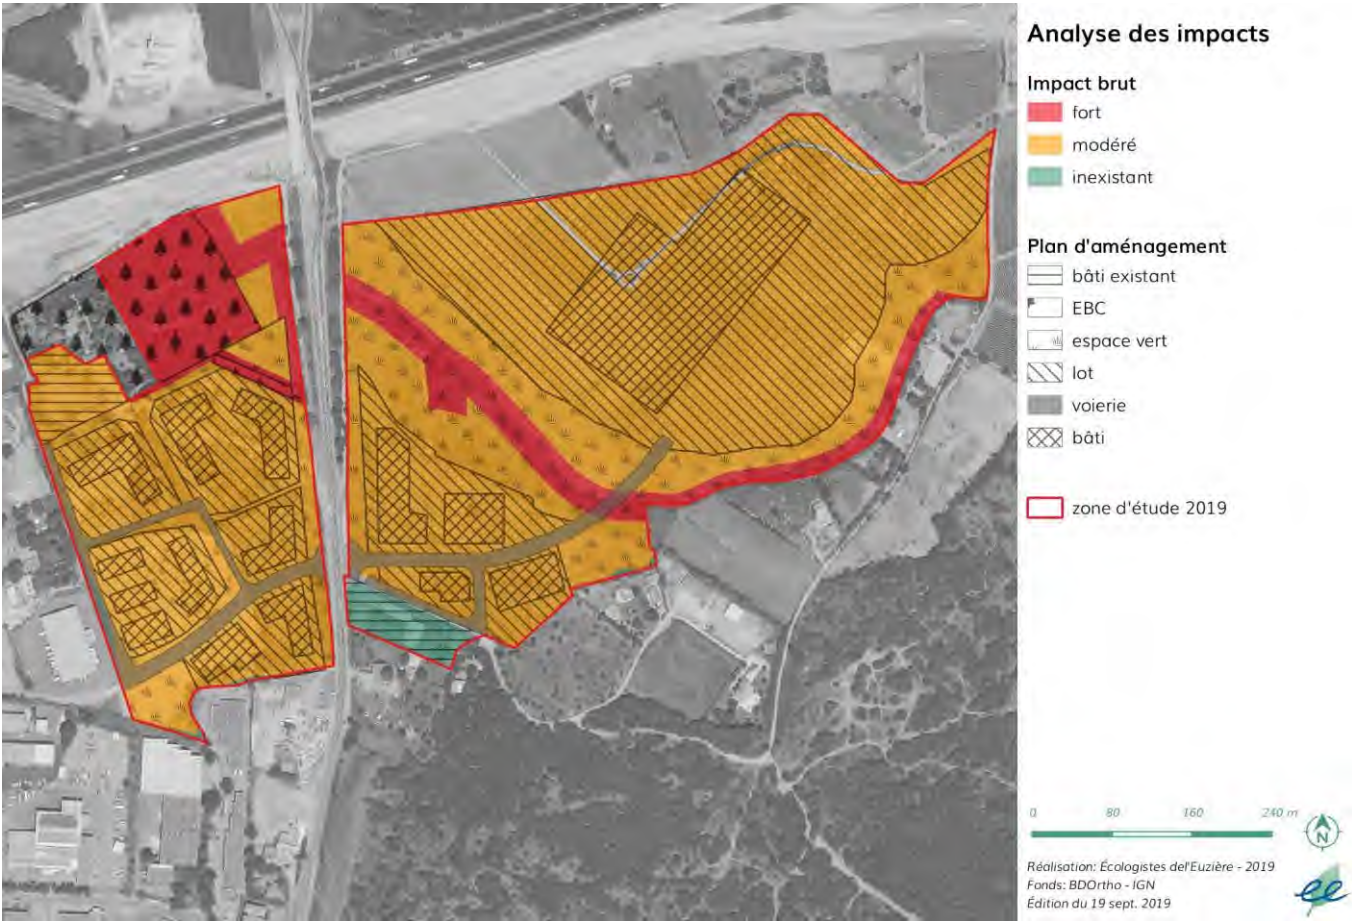 Analyse des impacts
Impact brut
fort
modéré
inexistant
Plan d'aménagement
bâti existant
EBC
espace vert
lot
voierie
bâti
zone d'étude 2019
0 80 160 240 m
N
Réalisation: Écologistes del'Euzière - 2019
Fonds: BDOrtho - IGN
Édition du 19 sept. 2019
ee